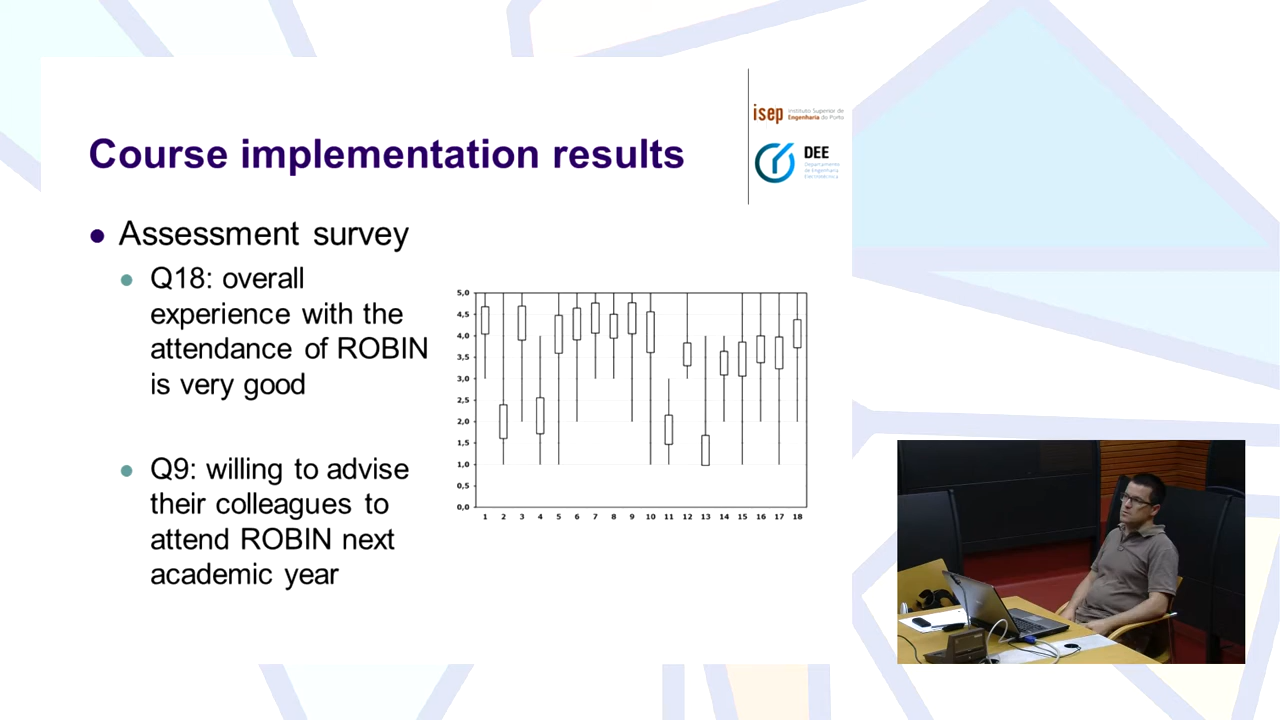 isep
Instituto Superior de
Engenharia do Porto
DEE
Departamento
de Engenharia
Electrotécnica
Course implementation results
Assessment survey
Q18: overall
experience with the
attendance of ROBIN
is very good
Q9: willing to advise
their colleagues to
attend ROBIN next
academic year
5,0
4,5
4,0
3,5
3,0
2,5
2,0
1,5
1,0
0,5
0,0
1 2 3 4 5 6 7 8 9 10 11 12 13 14 15 16 17 18